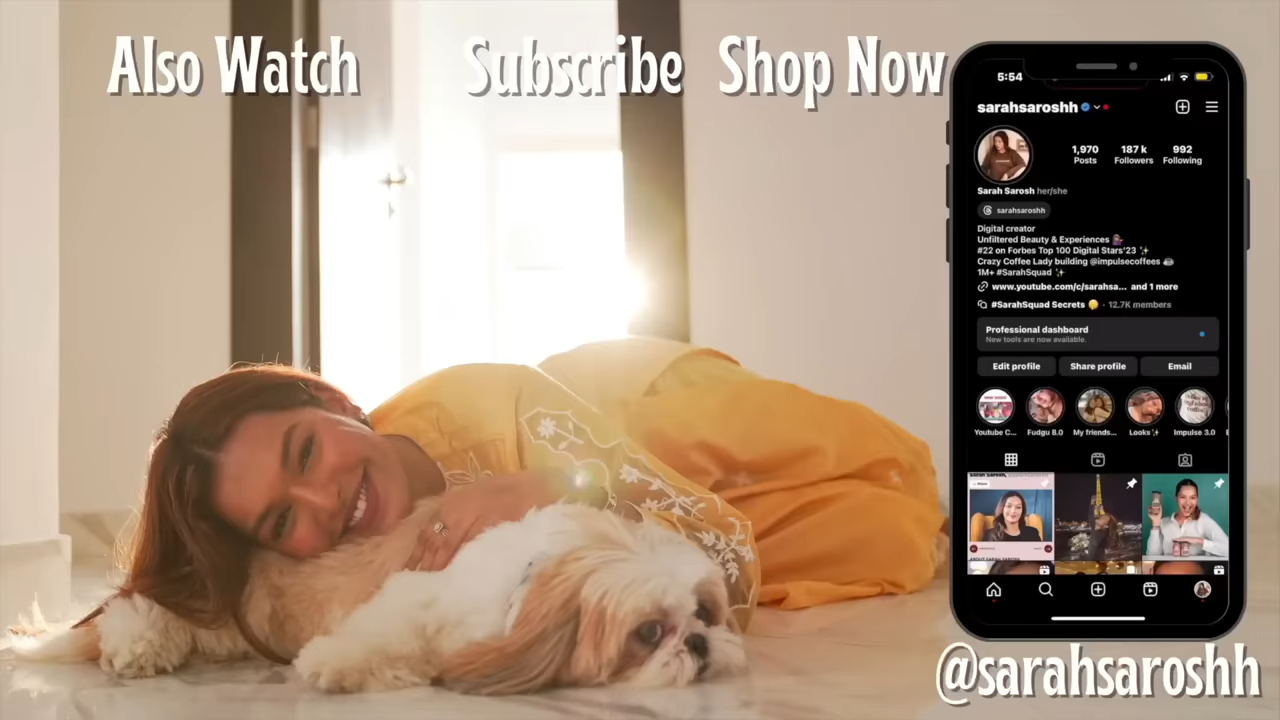 Also Watch
Subscribe
Shop Now
5:54
sarahsaroshh
1,970
187 k
992
Posts
Followers
Following
Sarah Sarosh her/she
sarahsaroshh
Digital creator
Unfiltered Beauty & Experiences 💁🏽‍♀️
#22 on Forbes Top 100 Digital Stars'23 ✨
Crazy Coffee Lady building @impulsecoffees ☕
1M+ #SarahSquad ✨
www.youtube.com/c/sarahsa... and 1 more
#SarahSquad Secrets 🤫 · 12.7K members
Professional dashboard
New tools are now available.
Edit profile
Share profile
Email
Youtube C...
Fudgu 8.0
My friends...
Looks ✨
Impulse 3.0
@sarahsaroshh